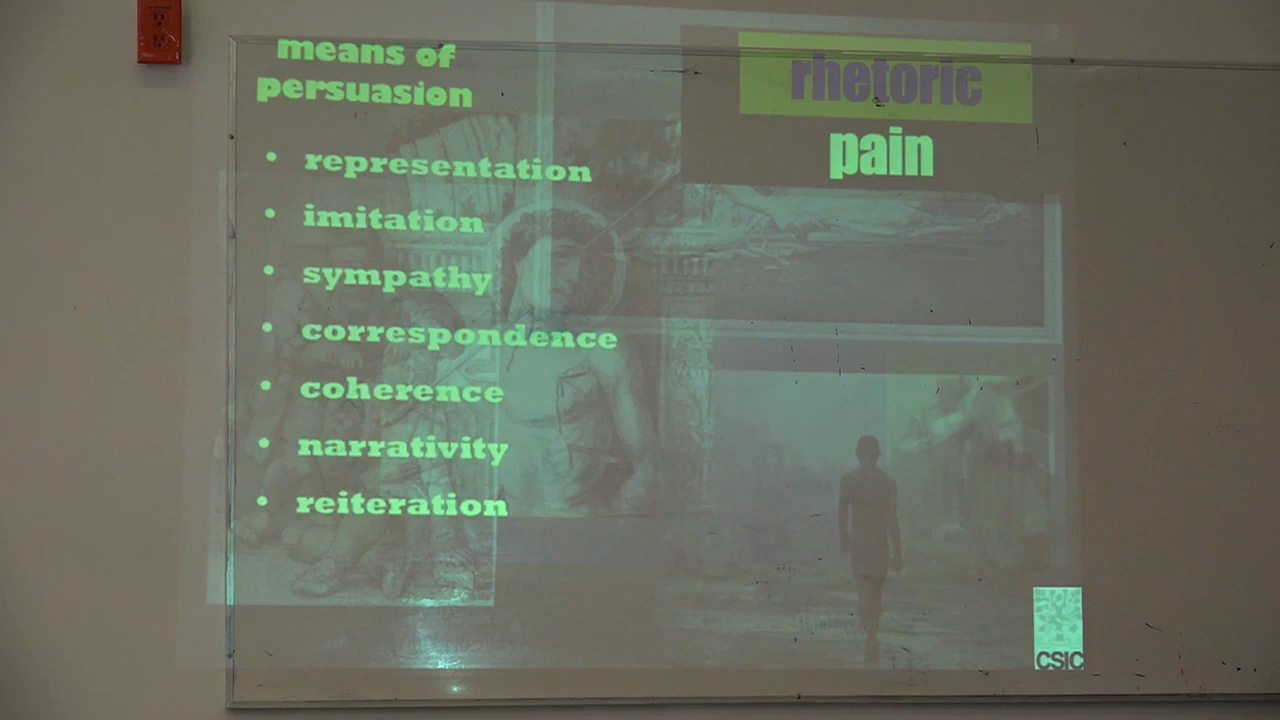 means of
persuasion
• representation
• imitation
• sympathy
• correspondence
• coherence
• narrativity
• reiteration
rhetoric
pain
CSIC